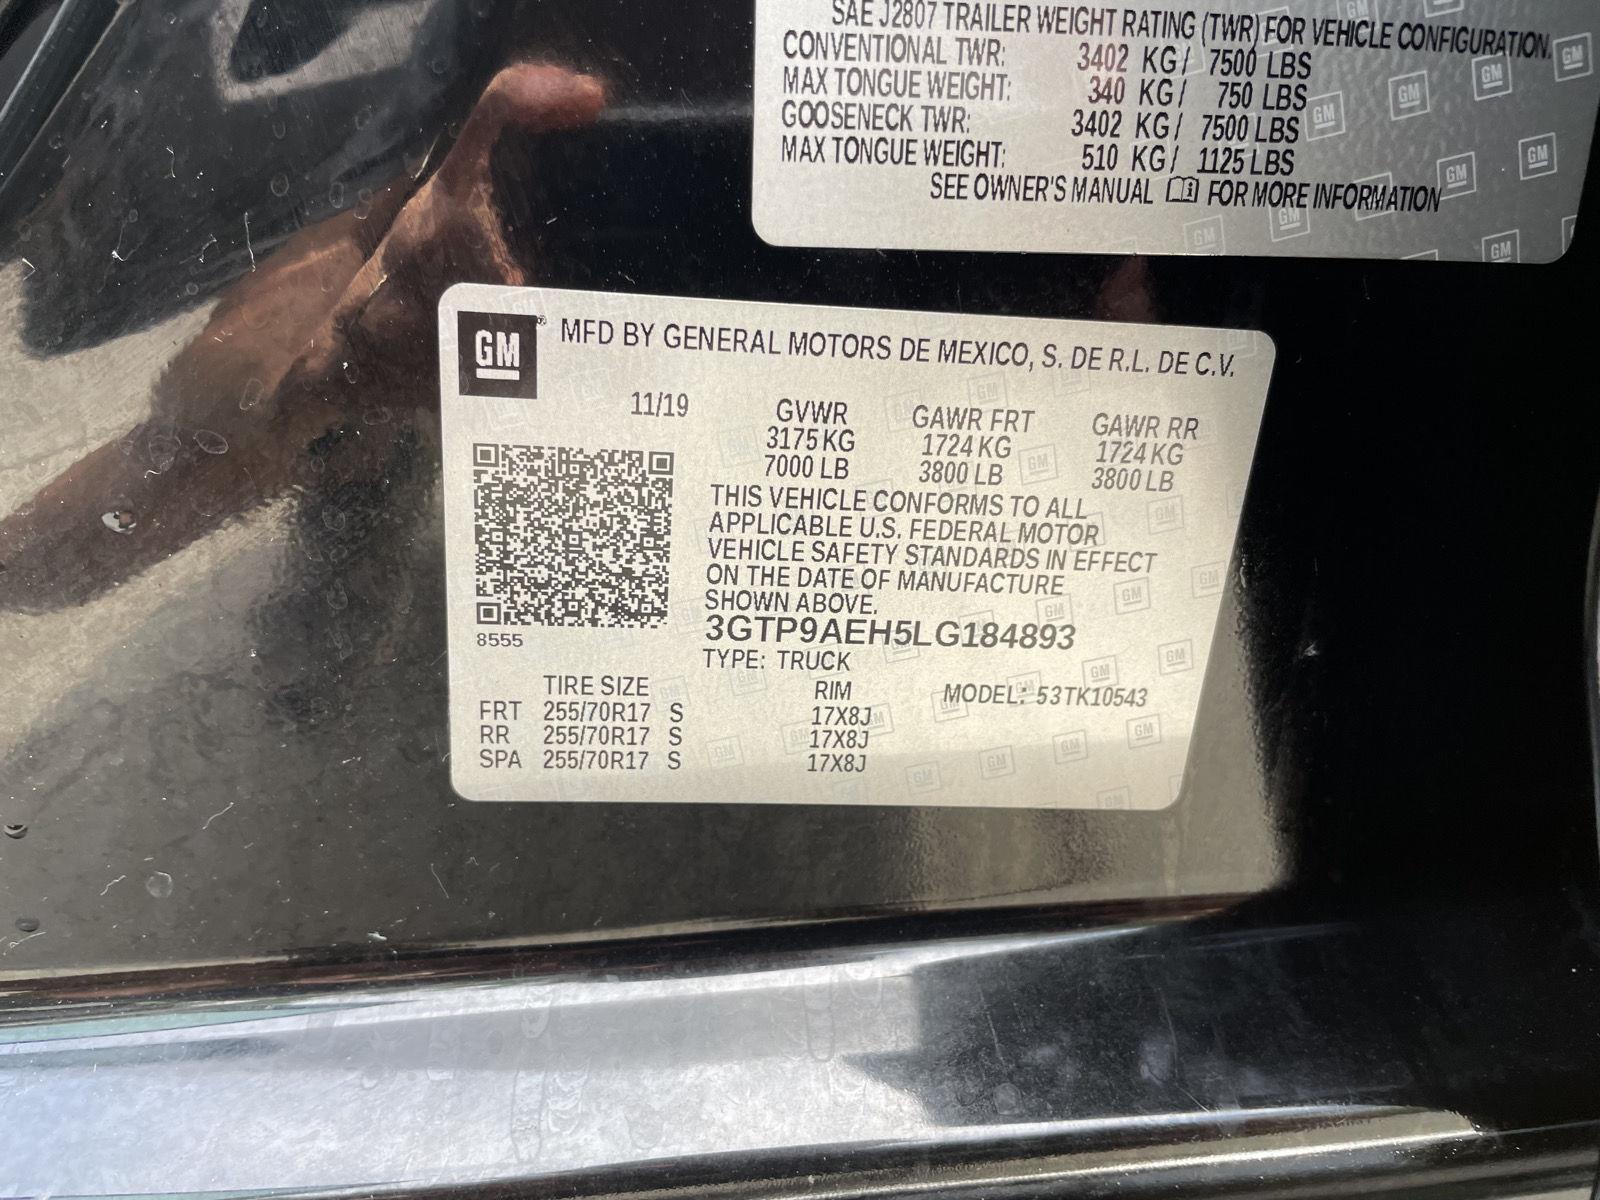 SAE J2807 TRAILER WEIGHT RATING (TWR) FOR VEHICLE CONFIGURATION.
CONVENTIONAL TWR: 3402 KG/ 7500 LBS
MAX TONGUE WEIGHT: 340 KG/ 750 LBS
GOOSENECK TWR: 3402 KG/ 7500 LBS
MAX TONGUE WEIGHT: 510 KG/ 1125 LBS
SEE OWNER'S MANUAL FOR MORE INFORMATION
GM® MFD BY GENERAL MOTORS DE MEXICO, S. DE R.L. DE C.V.
11/19 GVWR GAWR FRT GAWR RR
3175 KG 1724 KG 1724 KG
7000 LB 3800 LB 3800 LB
THIS VEHICLE CONFORMS TO ALL
APPLICABLE U.S. FEDERAL MOTOR
VEHICLE SAFETY STANDARDS IN EFFECT
ON THE DATE OF MANUFACTURE
SHOWN ABOVE.
8555
3GTP9AEH5LG184893
TYPE: TRUCK
TIRE SIZE RIM MODEL: 53TK10543
FRT 255/70R17 S 17X8J
RR 255/70R17 S 17X8J
SPA 255/70R17 S 17X8J